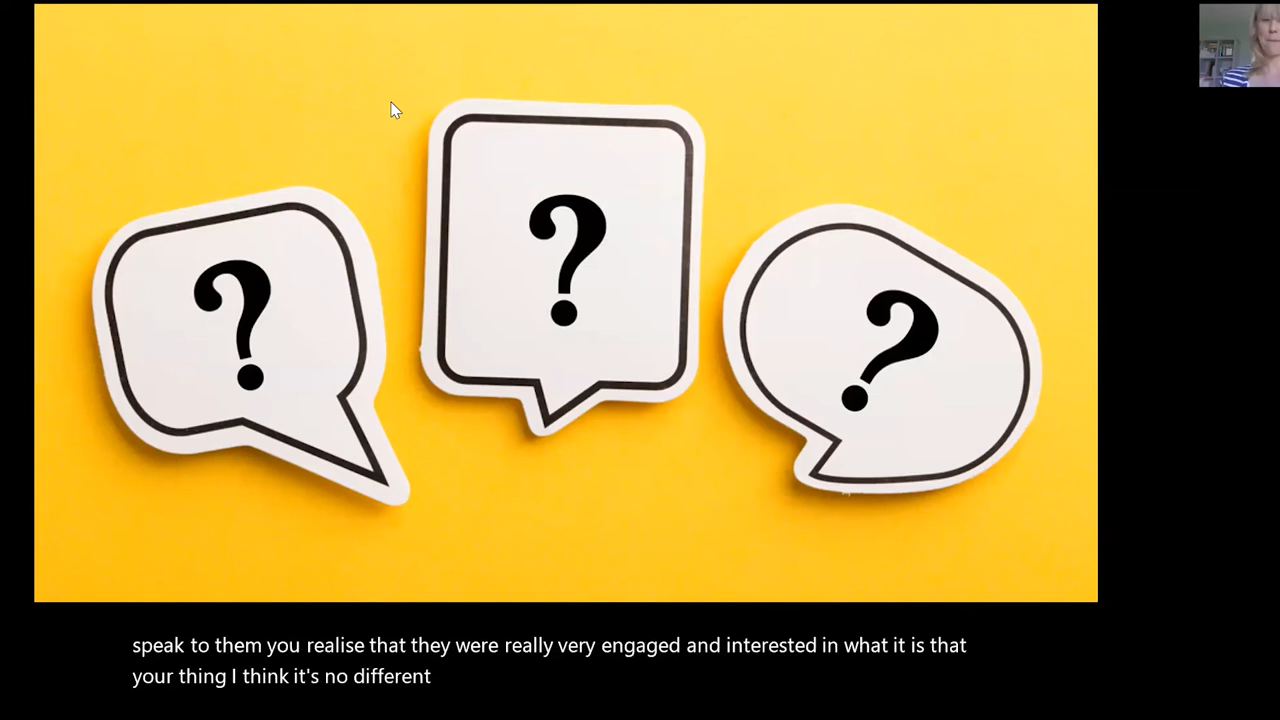 ? ? ?
speak to them you realise that they were really very engaged and interested in what it is that
your thing I think it's no different